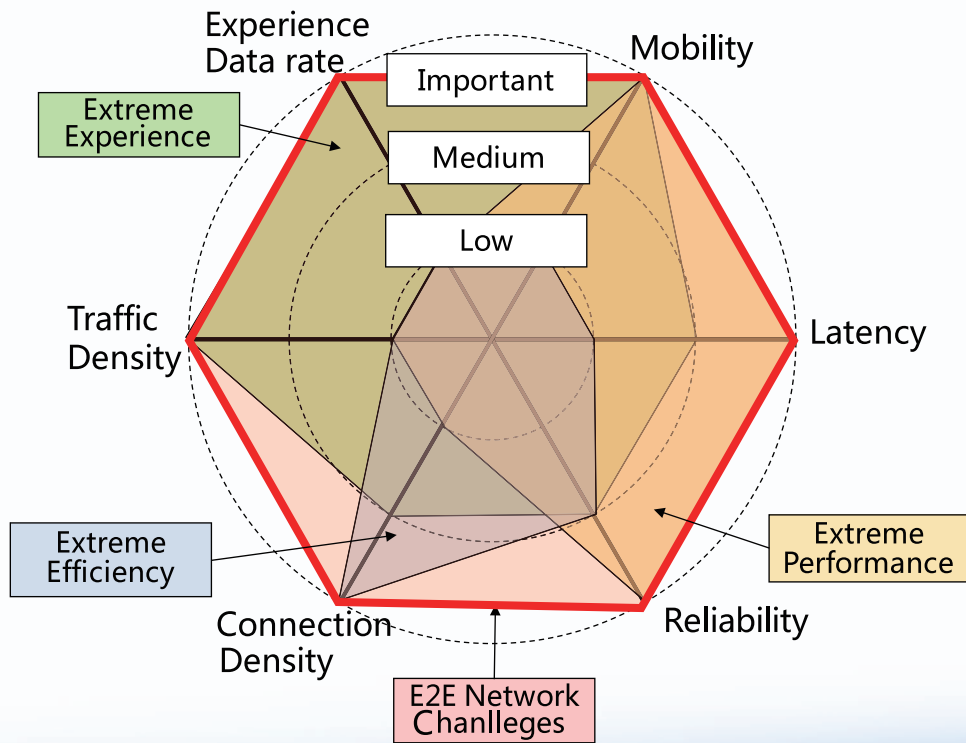 Experience
Data rate
Mobility
Important
Extreme
Experience
Medium
Low
Traffic
Density
Latency
Extreme
Efficiency
Extreme
Performance
Connection
Density
Reliability
E2E Network
Chanlleges